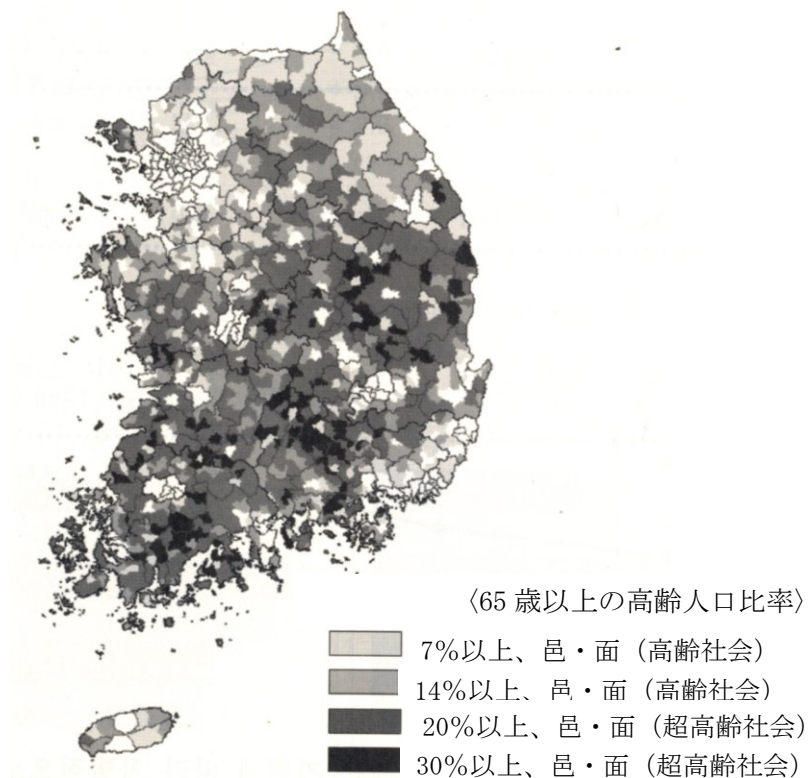 〈65 歳以上の高齢人口比率〉
7%以上、邑・面（高齢社会）
14%以上、邑・面（高齢社会）
20%以上、邑・面（超高齢社会）
30%以上、邑・面（超高齢社会）